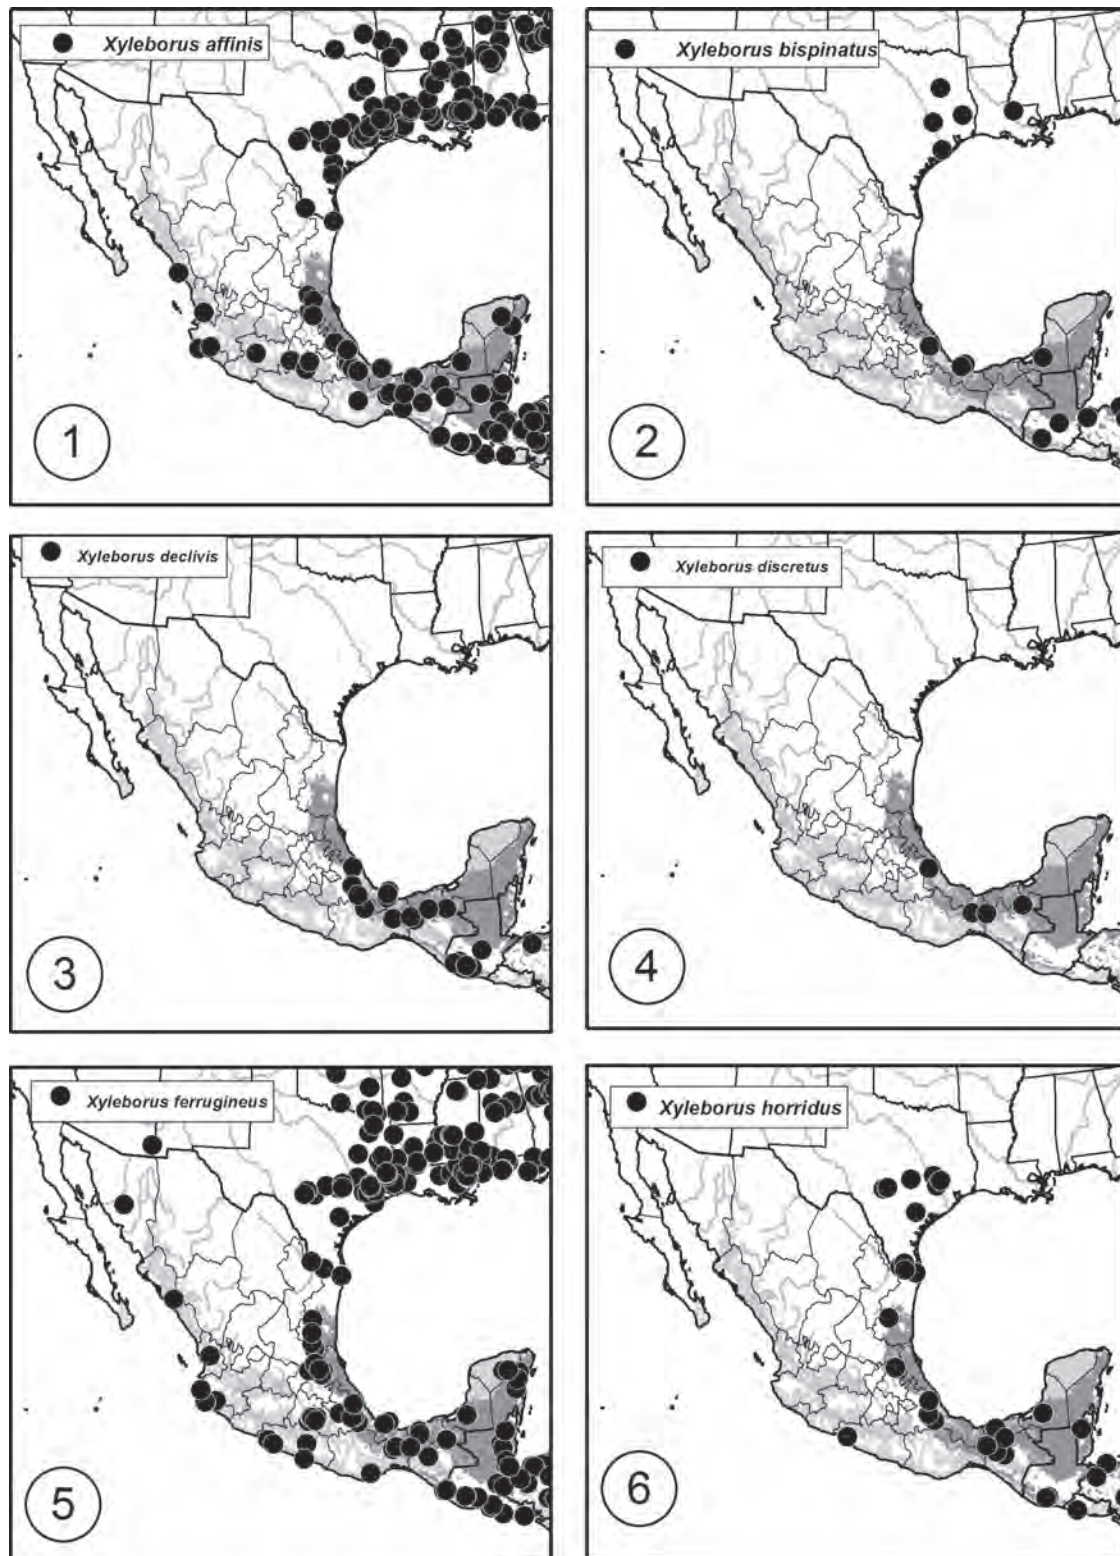 Xyleborus affinis
1
Xyleborus bispinatus
2
Xyleborus declivis
3
Xyleborus discretus
4
Xyleborus ferrugineus
5
Xyleborus horridus
6